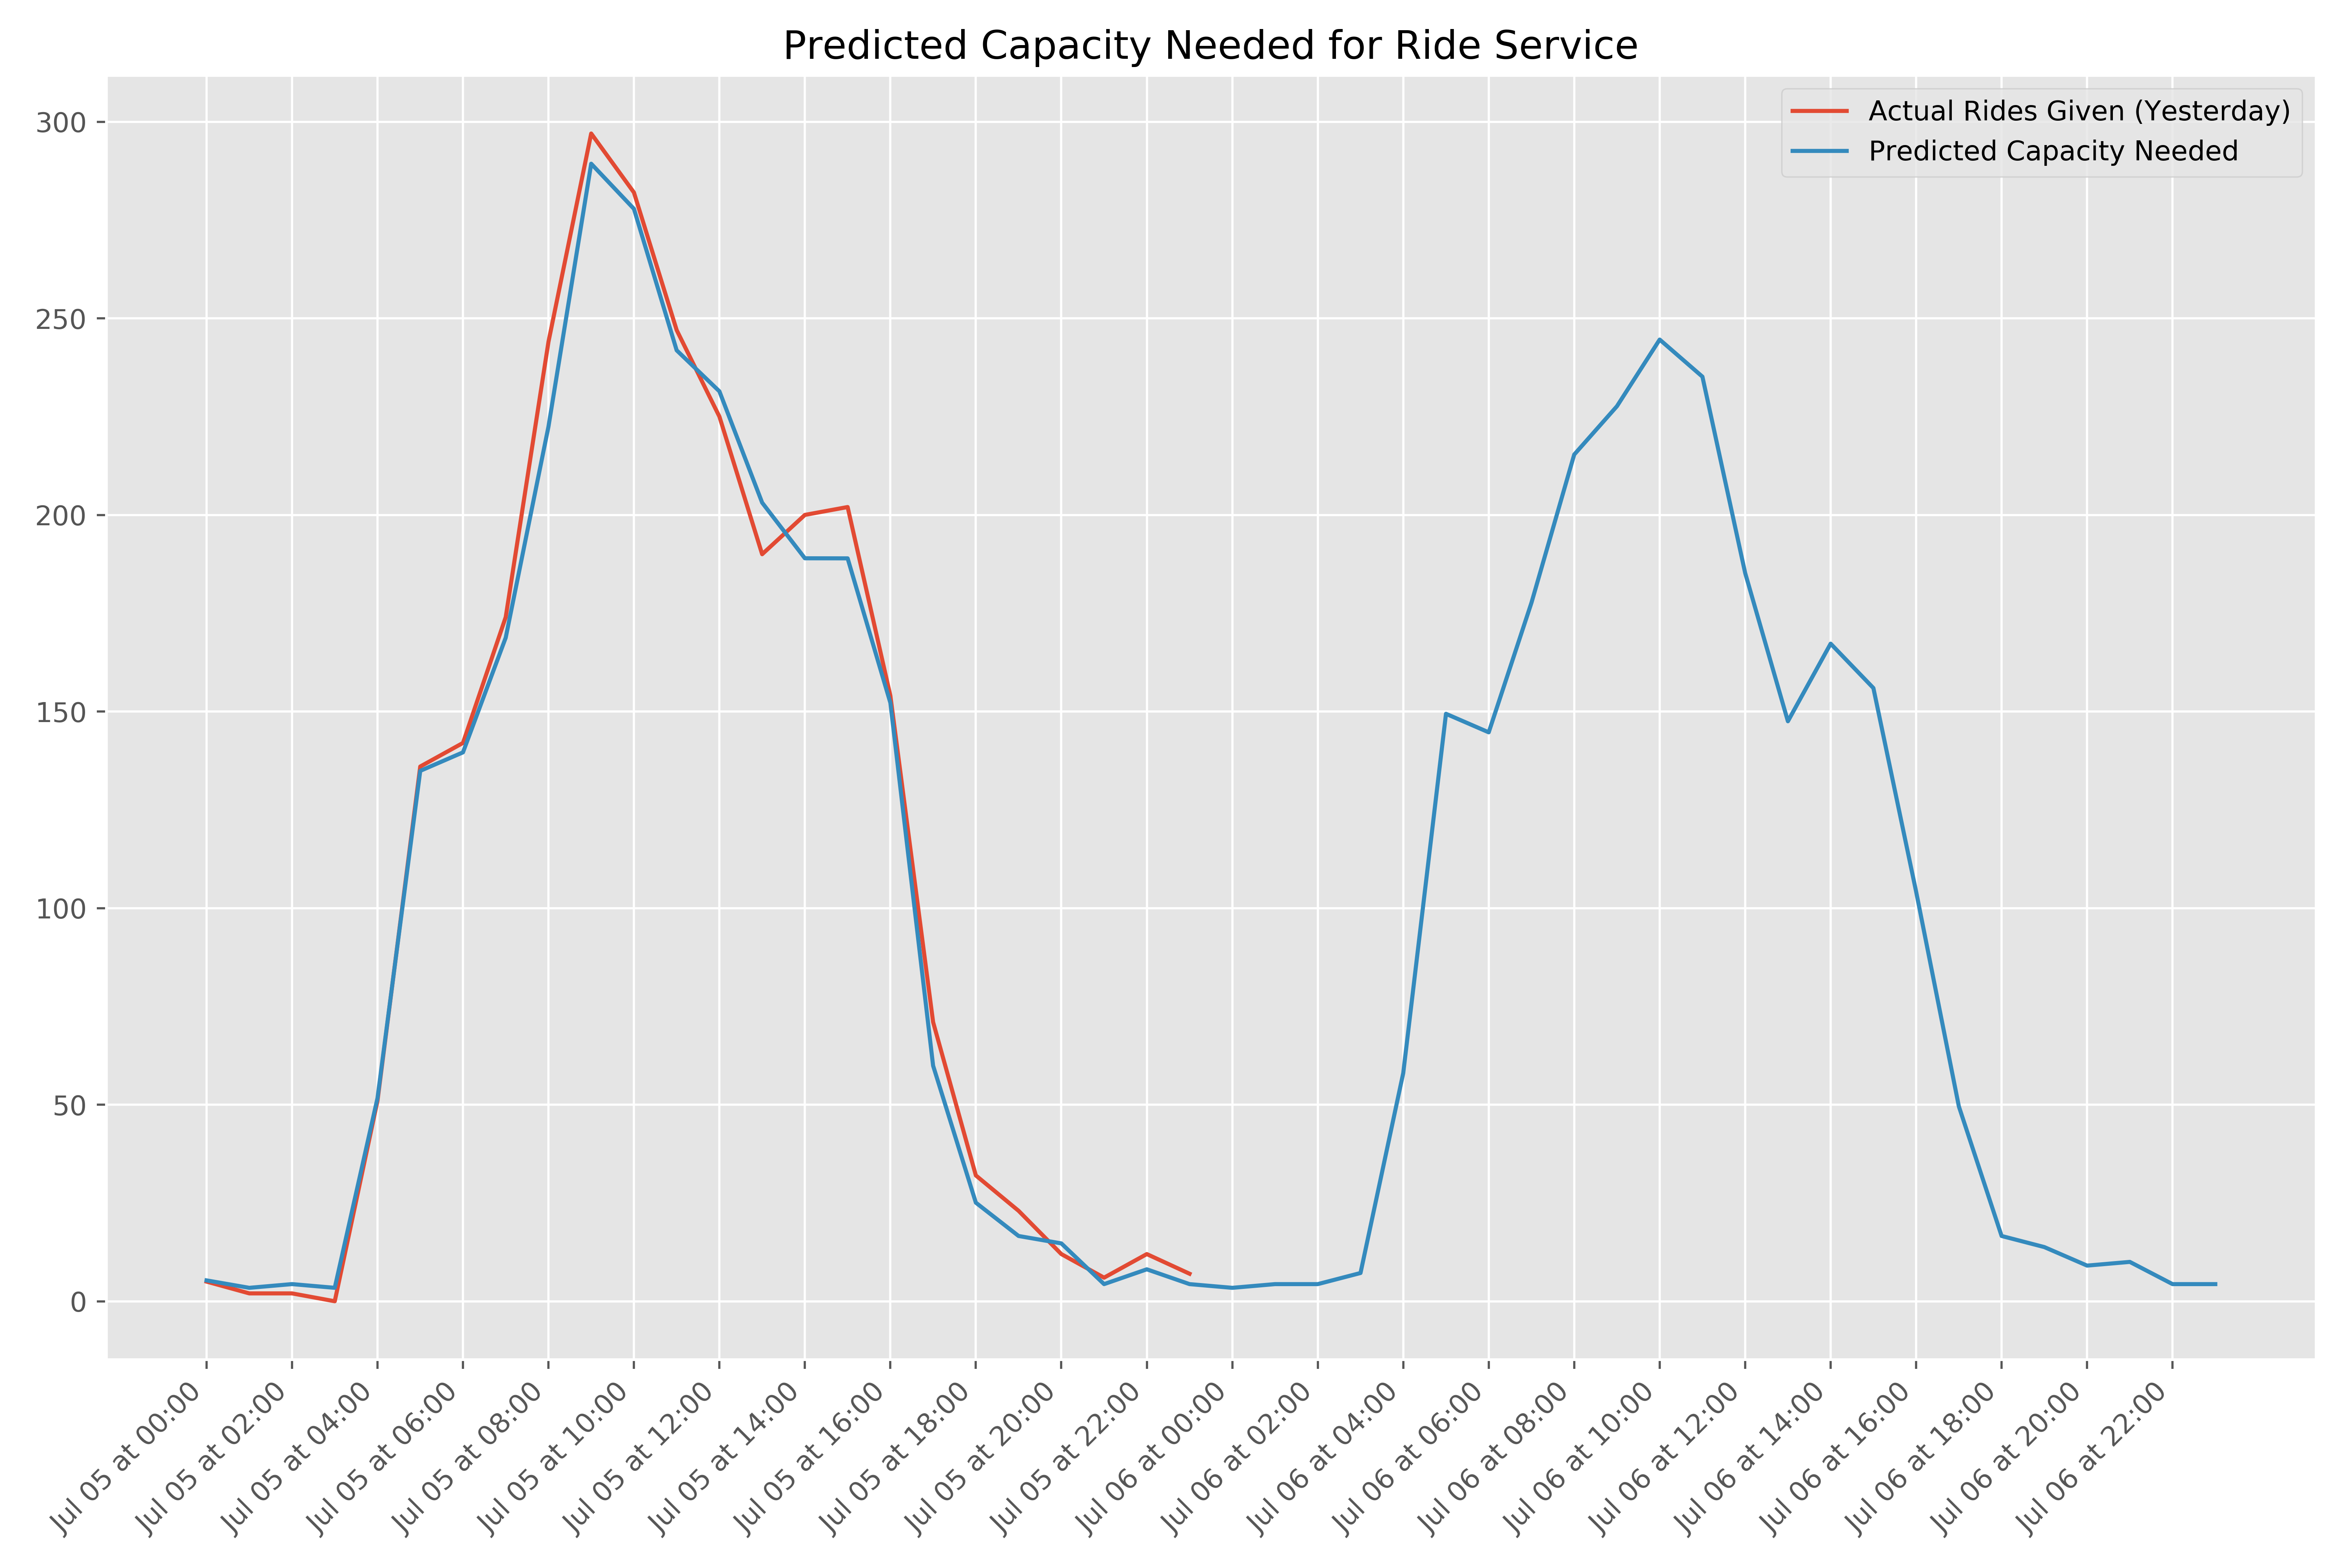 Predicted Capacity Needed for Ride Service
Actual Rides Given (Yesterday)
Predicted Capacity Needed
300
250
200
150
100
50
0
Jul 05 at 00:00
Jul 05 at 02:00
Jul 05 at 04:00
Jul 05 at 06:00
Jul 05 at 08:00
Jul 05 at 10:00
Jul 05 at 12:00
Jul 05 at 14:00
Jul 05 at 16:00
Jul 05 at 18:00
Jul 05 at 20:00
Jul 05 at 22:00
Jul 06 at 00:00
Jul 06 at 02:00
Jul 06 at 04:00
Jul 06 at 06:00
Jul 06 at 08:00
Jul 06 at 10:00
Jul 06 at 12:00
Jul 06 at 14:00
Jul 06 at 16:00
Jul 06 at 18:00
Jul 06 at 20:00
Jul 06 at 22:00